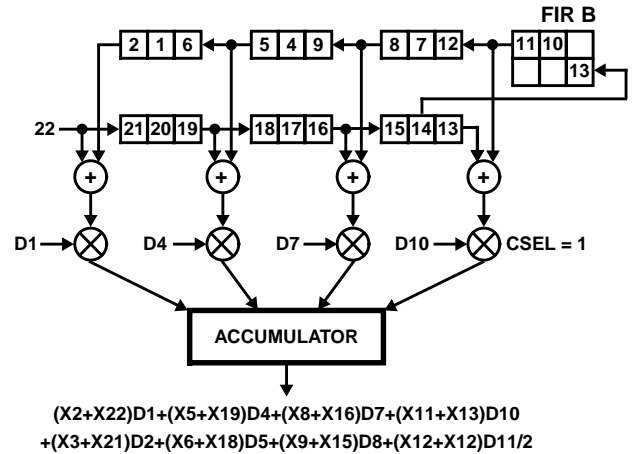 FIR B
2 1 6 5 4 9 8 7 12 11 10
13
22 21 20 19 18 17 16 15 14 13
+ + + +
D1 D4 D7 D10 CSEL = 1
ACCUMULATOR
(X2+X22)D1+(X5+X19)D4+(X8+X16)D7+(X11+X13)D10
+(X3+X21)D2+(X6+X18)D5+(X9+X15)D8+(X12+X12)D11/2